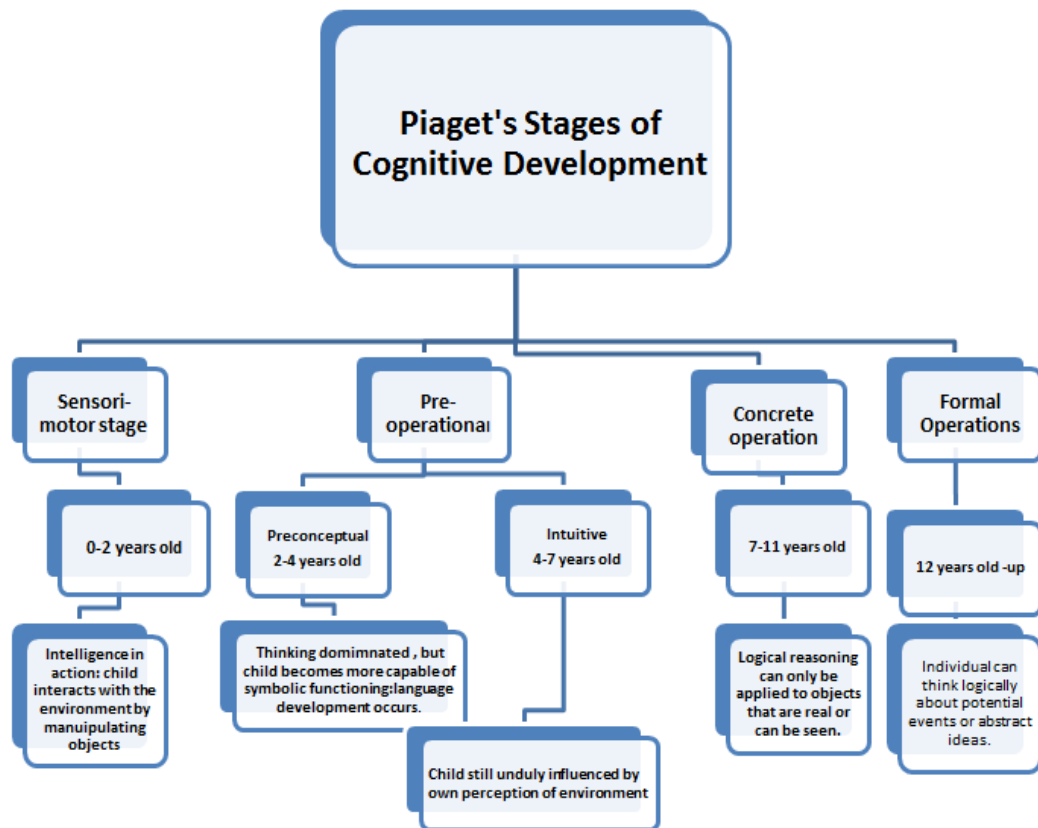 Piaget's Stages of
Cognitive Development
Sensori-
motor stage
Pre-
operational
Concrete
operation
Formal
Operations
0-2 years old
Preconceptual
2-4 years old
Intuitive
4-7 years old
7-11 years old
12 years old -up
Intelligence in
action: child
interacts with the
environment by
manuipulating
objects
Thinking domimnated , but
child becomes more capable of
symbolic functioning:language
development occurs.
Child still unduly influenced by
own perception of environment
Logical reasoning
can only be
applied to objects
that are real or
can be seen.
Individual can
think logically
about potential
events or abstract
ideas.